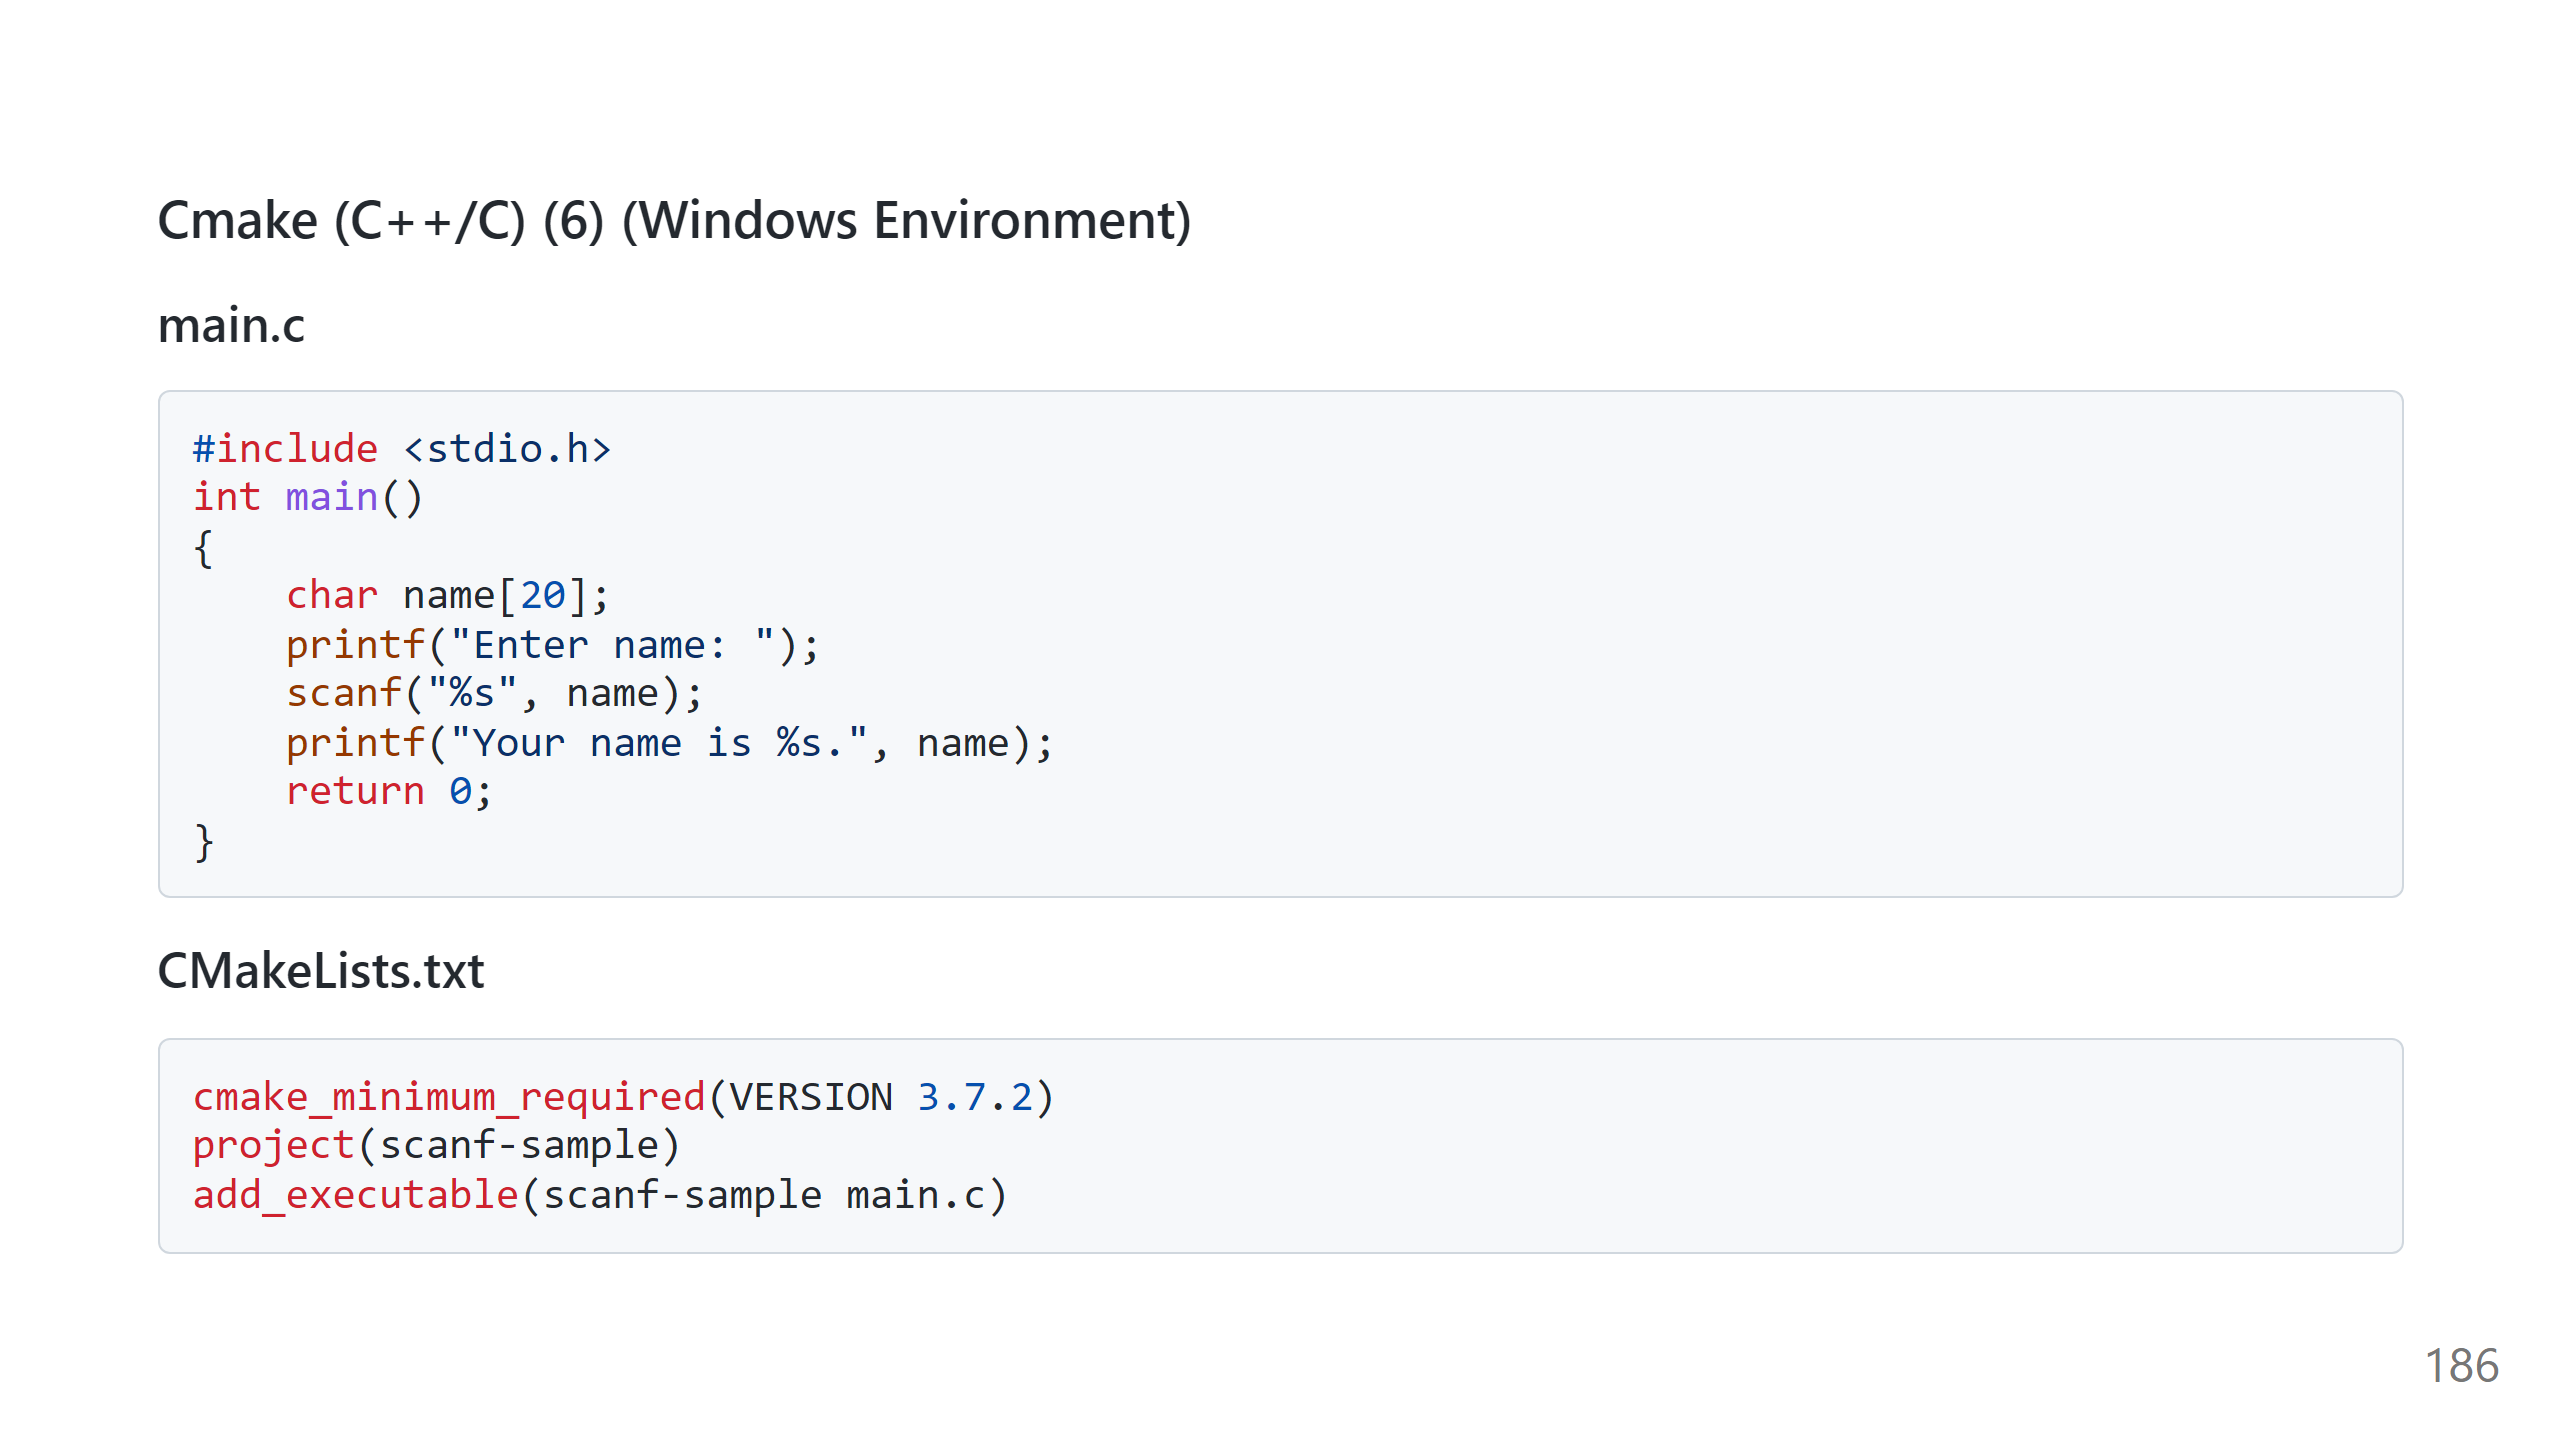 Cmake (C++/C) (6) (Windows Environment)
main.c
#include <stdio.h>
int main()
{
    char name[20];
    printf("Enter name: ");
    scanf("%s", name);
    printf("Your name is %s.", name);
    return 0;
}
CMakeLists.txt
cmake_minimum_required(VERSION 3.7.2)
project(scanf-sample)
add_executable(scanf-sample main.c)
186